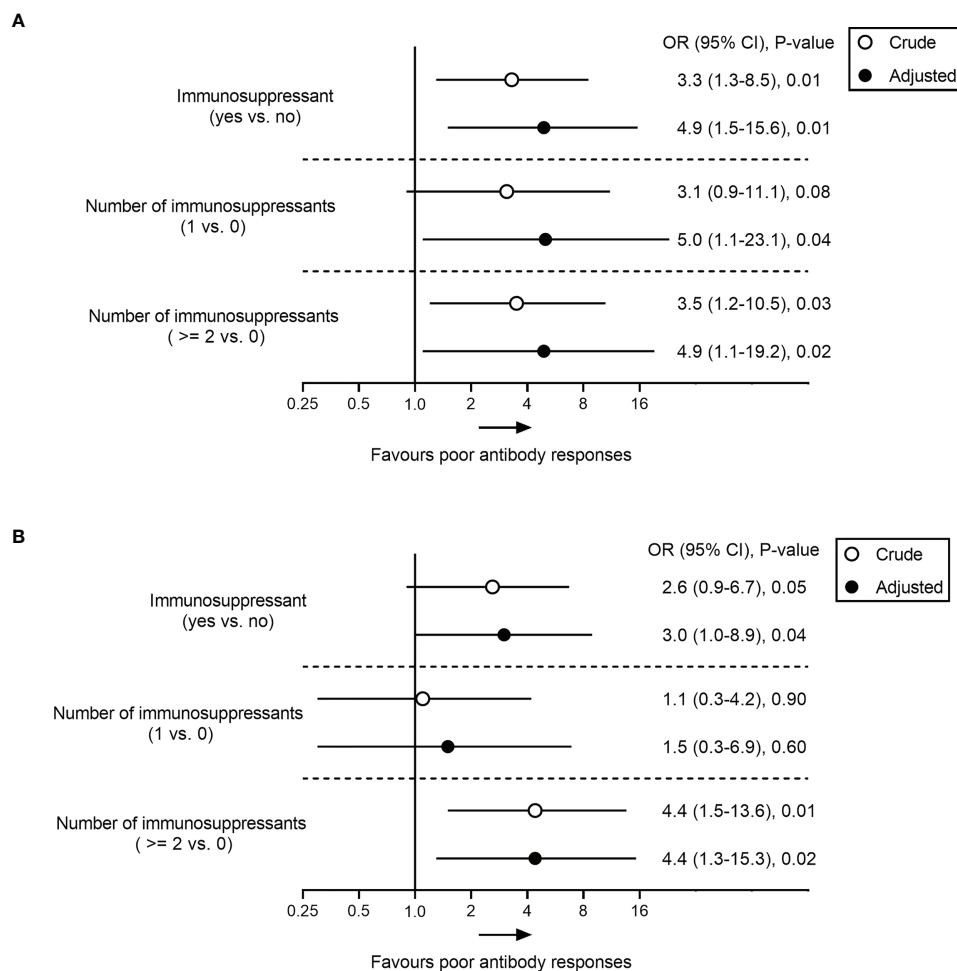 A
OR (95% CI), P-value
Crude
Adjusted
Immunosuppressant
(yes vs. no)
3.3 (1.3-8.5), 0.01
4.9 (1.5-15.6), 0.01
Number of immunosuppressants
(1 vs. 0)
3.1 (0.9-11.1), 0.08
5.0 (1.1-23.1), 0.04
Number of immunosuppressants
( >= 2 vs. 0)
3.5 (1.2-10.5), 0.03
4.9 (1.1-19.2), 0.02
0.25 0.5 1.0 2 4 8 16
Favours poor antibody responses
B
OR (95% CI), P-value
Crude
Adjusted
Immunosuppressant
(yes vs. no)
2.6 (0.9-6.7), 0.05
3.0 (1.0-8.9), 0.04
Number of immunosuppressants
(1 vs. 0)
1.1 (0.3-4.2), 0.90
1.5 (0.3-6.9), 0.60
Number of immunosuppressants
( >= 2 vs. 0)
4.4 (1.5-13.6), 0.01
4.4 (1.3-15.3), 0.02
0.25 0.5 1.0 2 4 8 16
Favours poor antibody responses